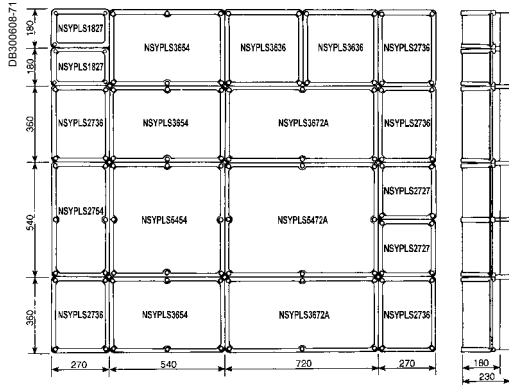 DB300608-71
180
NSYPLS1827
NSYPLS3654
NSYPLS3636
NSYPLS3636
NSYPLS2736
180
NSYPLS1827
360
NSYPLS2736
NSYPLS3654
NSYPLS3672A
NSYPLS2736
540
NSYPLS2754
NSYPLS5454
NSYPLS5472A
NSYPLS2727
NSYPLS2727
360
NSYPLS2736
NSYPLS3654
NSYPLS3672A
NSYPLS2736
270
540
720
270
180
230